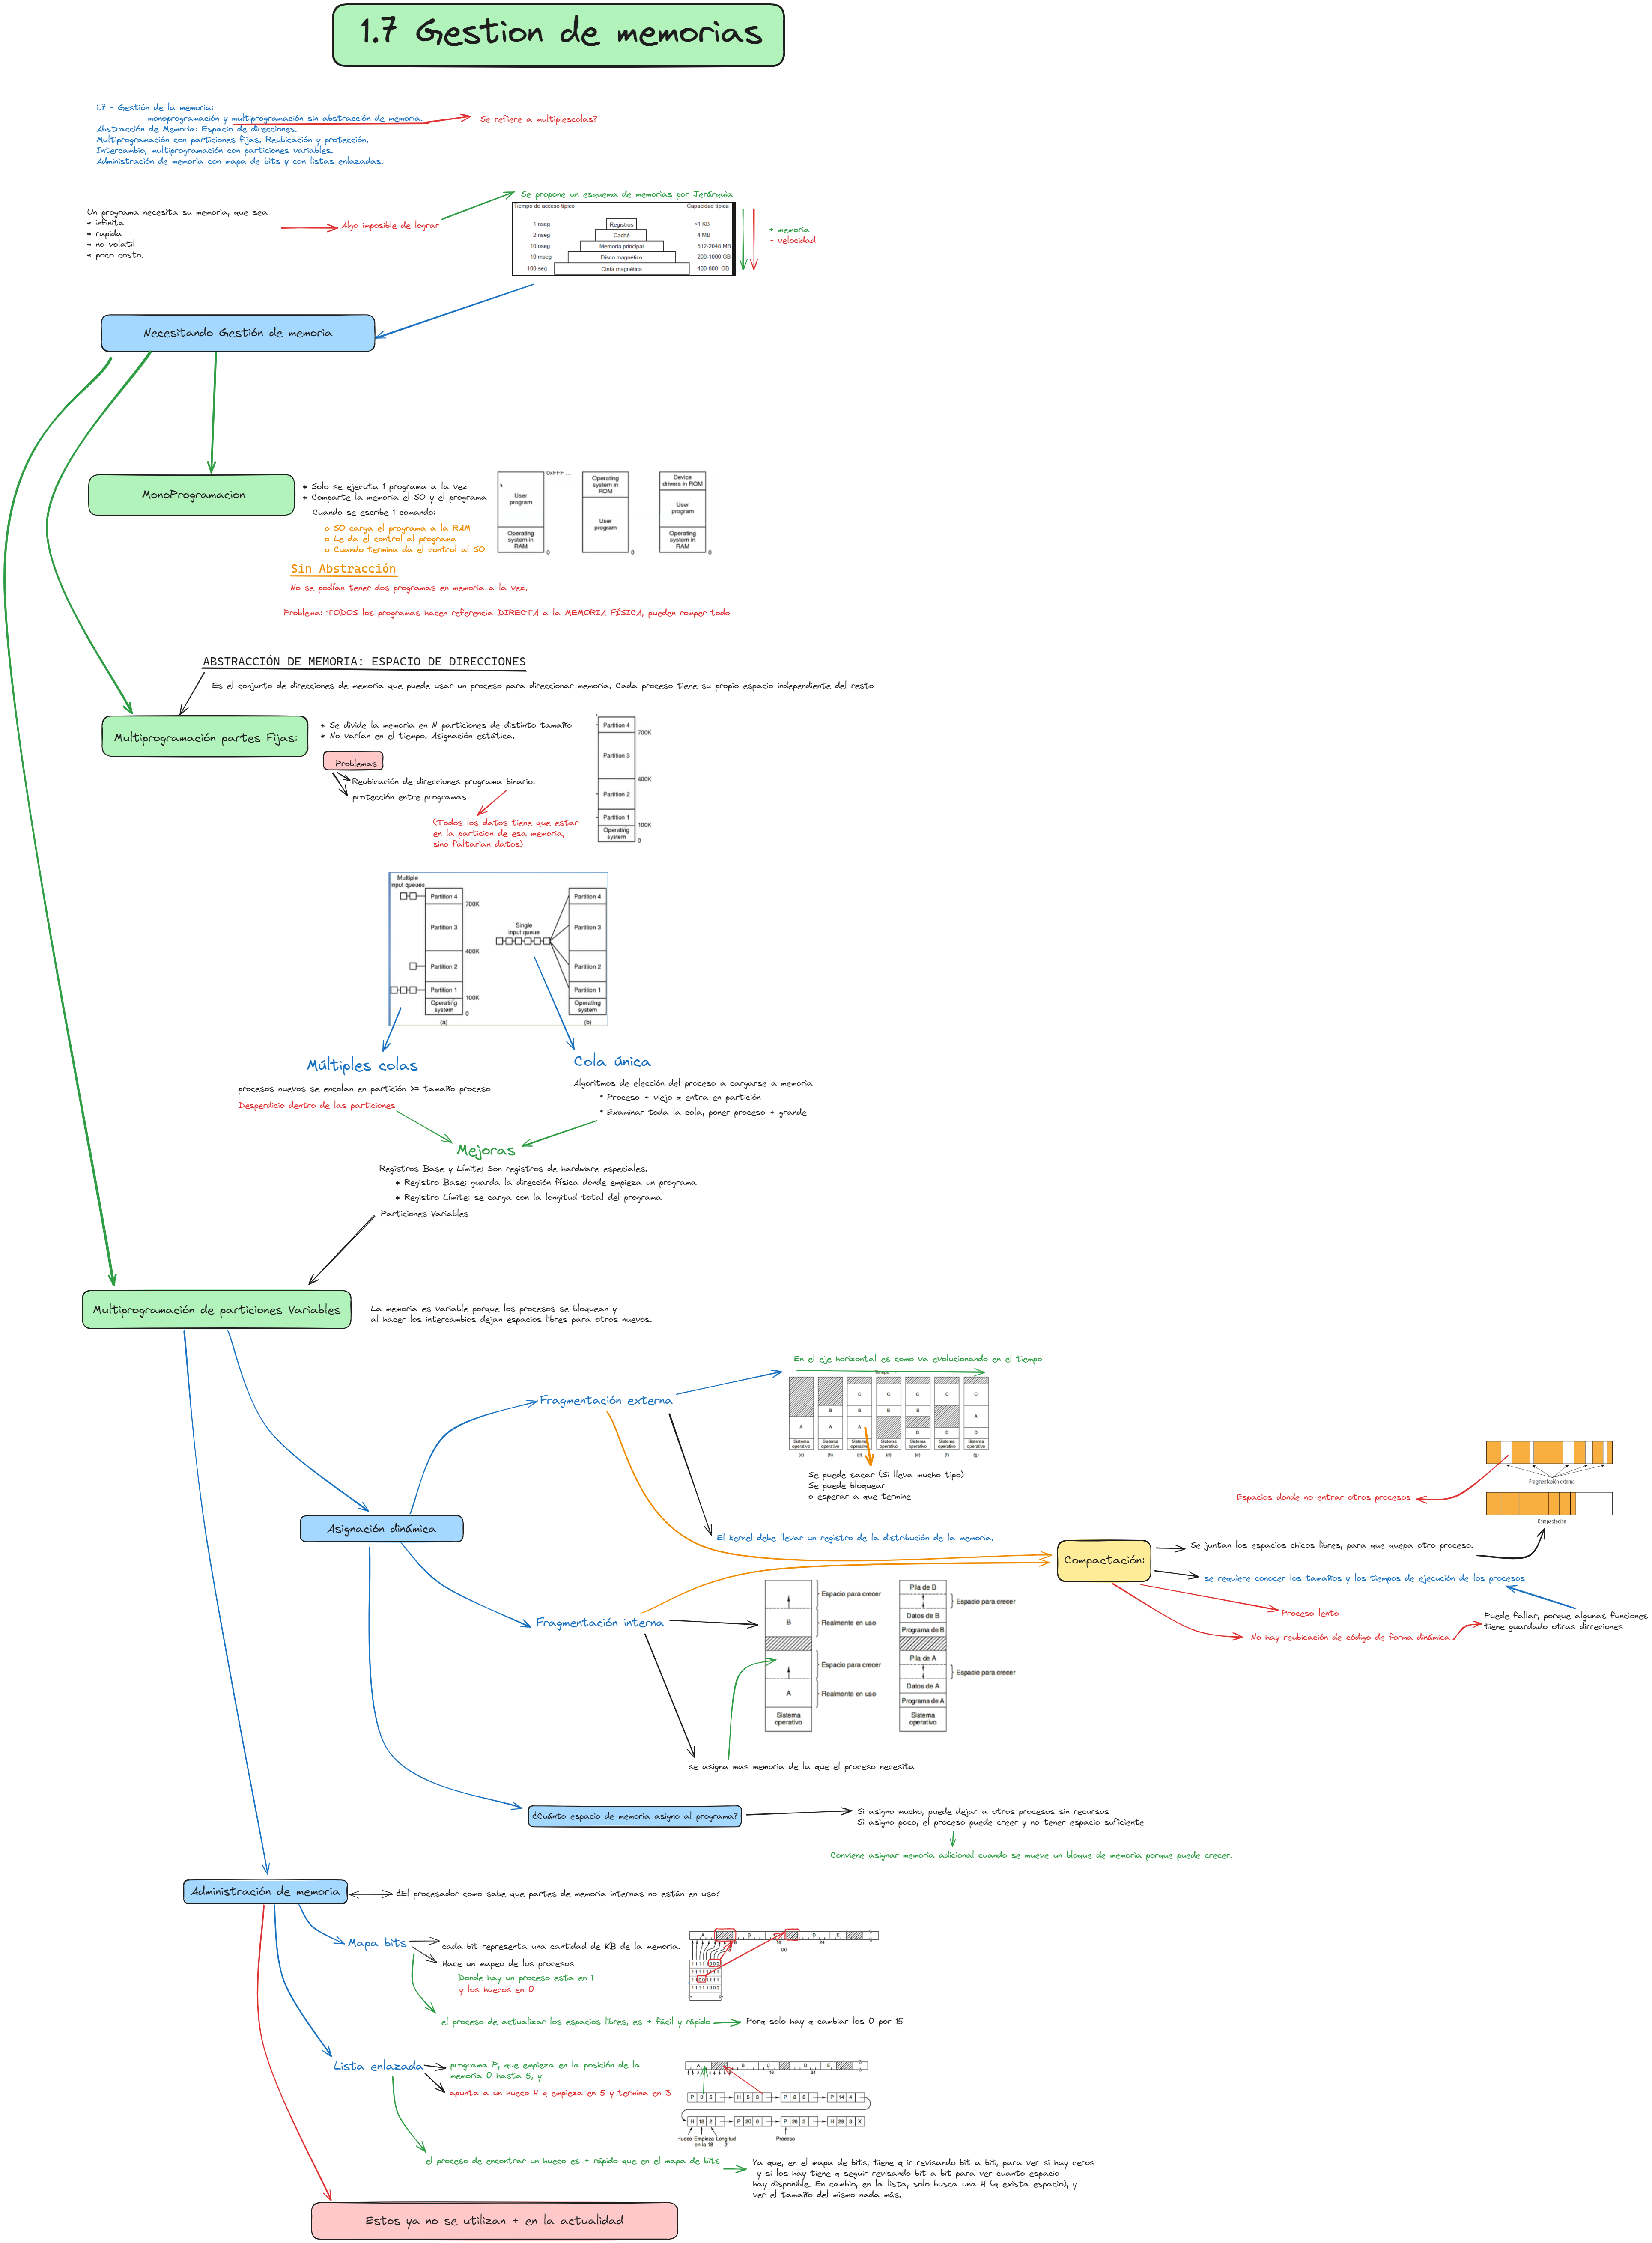 1.7 Gestion de memorias
1.7 - Gestión de la memoria:
monoprogramación y multiprogramación sin abstracción de memoria.
Se refiere a multiplescolas?
Abstracción de Memoria: Espacio de direcciones.
Multiprogramación con particiones fijas. Reubicación y protección.
Intercambio, multiprogramación con particiones variables.
Administración de memoria con mapa de bits y con listas enlazadas.
Un programa necesita su memoria, que sea
* infinita
* rapida
* no volatil
* poco costo.
Algo imposible de lograr
Se propone un esquema de memorias por Jerárquia
Tiempo de acceso típico
Capacidad típica
1 nseg Registros <1 KB
2 nseg Caché 4 MB
10 nseg Memoria principal 512-2048 MB
10 mseg Disco magnético 200-1000 GB
100 seg Cinta magnética 400-800 GB
+ memoria
- velocidad
Necesitando Gestión de memoria
MonoProgramacion
* Solo se ejecuta 1 programa a la vez
* Comparte la memoria el SO y el programa
Cuando se escribe 1 comando:
o SO carga el programa a la RAM
o Le da el control al programa
o Cuando termina da el control al SO
0xFFF ...
User
program
Operating
system in
RAM
0
Operating
system in
ROM
User
program
0
Device
drivers in ROM
User
program
Operating
system in
RAM
0
Sin Abstracción
No se podían tener dos programas en memoria a la vez.
Problema: TODOS los programas hacen referencia DIRECTA a la MEMORIA FÍSICA, pueden romper todo
ABSTRACCIÓN DE MEMORIA: ESPACIO DE DIRECCIONES
Es el conjunto de direcciones de memoria que puede usar un proceso para direccionar memoria. Cada proceso tiene su propio espacio independiente del resto
Multiprogramación partes Fijas:
* Se divide la memoria en N particiones de distinto tamaño
* No varían en el tiempo. Asignación estática.
Problemas
Reubicación de direcciones programa binario.
protección entre programas
(Todos los datos tiene que estar
en la particion de esa memoria,
sino faltarian datos)
Partition 4
700K
Partition 3
400K
Partition 2
Partition 1
100K
Operating
system
0
Multiple
input queues
Partition 4
700K
Partition 3
400K
Partition 2
Partition 1
100K
Operating
system
0
(a)
Single
input queue
Partition 4
Partition 3
Partition 2
Partition 1
Operating
system
(b)
Múltiples colas
procesos nuevos se encolan en partición >= tamaño proceso
Desperdicio dentro de las particiones
Cola única
Algoritmos de elección del proceso a cargarse a memoria
* Proceso + viejo q entra en partición
* Examinar toda la cola, poner proceso + grande
Mejoras
Registros Base y Límite: Son registros de hardware especiales.
* Registro Base: guarda la dirección física donde empieza un programa
* Registro Límite: se carga con la longitud total del programa
Particiones Variables
Multiprogramación de particiones Variables
La memoria es variable porque los procesos se bloquean y
al hacer los intercambios dejan espacios libres para otros nuevos.
En el eje horizontal es como va evolucionando en el tiempo
Tiempo
A
Sistema
operativo
(a)
B
A
Sistema
operativo
(b)
C
B
A
Sistema
operativo
(c)
C
B
Sistema
operativo
(d)
C
B
D
Sistema
operativo
(e)
C
D
Sistema
operativo
(f)
C
A
D
Sistema
operativo
(g)
Fragmentación externa
Se puede sacar (Si lleva mucho tipo)
Se puede bloquear
o esperar a que termine
El kernel debe llevar un registro de la distribución de la memoria.
Asignación dinámica
Fragmentación interna
Espacio para crecer
B
Realmente en uso
Espacio para crecer
A
Realmente en uso
Sistema
operativo
Pila de B
Espacio para crecer
Datos de B
Programa de B
Pila de A
Espacio para crecer
Datos de A
Programa de A
Sistema
operativo
se asigna mas memoria de la que el proceso necesita
Compactación:
Se juntan los espacios chicos libres, para que quepa otro proceso.
se requiere conocer los tamaños y los tiempos de ejecución de los procesos
Proceso lento
No hay reubicación de código de forma dinámica
Puede fallar, porque algunas funciones
tiene guardado otras dirreciones
Espacios donde no entrar otros procesos
Fragmentación externa
Compactación
¿Cuánto espacio de memoria asigno al programa?
Si asigno mucho, puede dejar a otros procesos sin recursos
Si asigno poco, el proceso puede creer y no tener espacio suficiente
Conviene asignar memoria adicional cuando se mueve un bloque de memoria porque puede crecer.
Administración de memoria
¿El procesador como sabe que partes de memoria internas no están en uso?
Mapa bits
cada bit representa una cantidad de KB de la memoria.
Hace un mapeo de los procesos
Donde hay un proceso esta en 1
y los huecos en 0
el proceso de actualizar los espacios libres, es + fácil y rápido
Porq solo hay q cambiar los 0 por 1S
A B C D E
8 16 24
(a)
11111000
11111111
11001111
11111000
Lista enlazada
programa P, que empieza en la posición de la
memoria 0 hasta 5, y
apunta a un hueco H q empieza en 5 y termina en 3
A B C D E
16 24
P 0 5
H 5 3
P 8 6
P 14 4
H 18 2
P 20 6
P 26 3
H 29 3 X
Hueco Empieza Longitud
en la 18 2
Proceso
el proceso de encontrar un hueco es + rápido que en el mapa de bits
Ya que, en el mapa de bits, tiene q ir revisando bit a bit, para ver si hay ceros
y si los hay tiene q seguir revisando bit a bit para ver cuanto espacio
hay disponible. En cambio, en la lista, solo busca una H (q exista espacio), y
ver el tamaño del mismo nada más.
Estos ya no se utilizan + en la actualidad